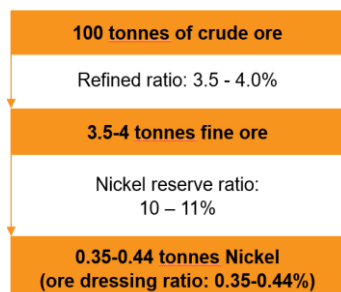 100 tonnes of crude ore
Refined ratio: 3.5 - 4.0%
3.5-4 tonnes fine ore
Nickel reserve ratio:
10 – 11%
0.35-0.44 tonnes Nickel
(ore dressing ratio: 0.35-0.44%)